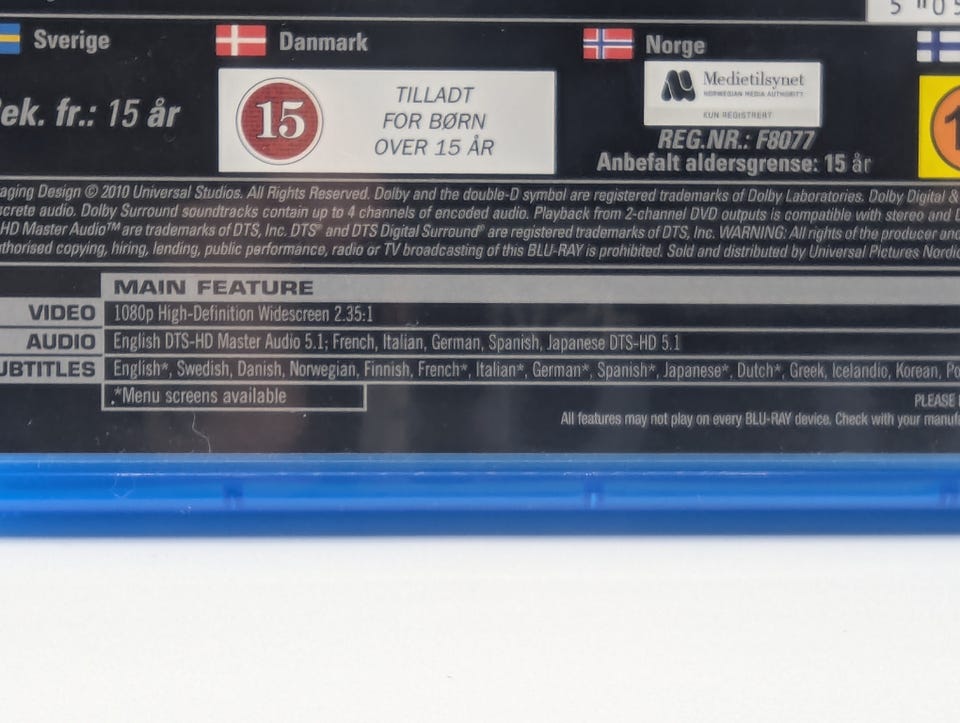 5 05
Sverige
Danmark
Norge
ek. fr.: 15 år
15
TILLADT
FOR BØRN
OVER 15 ÅR
Medietilsynet
NORWEGIAN MEDIA AUTHORITY
KUN REGISTRERT
REG.NR.: F8077
Anbefalt aldersgrense: 15 år
1
aging Design © 2010 Universal Studios. All Rights Reserved. Dolby and the double-D symbol are registered trademarks of Dolby Laboratories. Dolby Digital &
screte audio. Dolby Surround soundtracks contain up to 4 channels of encoded audio. Playback from 2-channel DVD outputs is compatible with stereo and D
HD Master Audio™ are trademarks of DTS, Inc. DTS® and DTS Digital Surround® are registered trademarks of DTS, Inc. WARNING: All rights of the producer and
thorised copying, hiring, lending, public performance, radio or TV broadcasting of this BLU-RAY is prohibited. Sold and distributed by Universal Pictures Nordic
MAIN FEATURE
VIDEO 1080p High-Definition Widescreen 2.35:1
AUDIO English DTS-HD Master Audio 5.1; French, Italian, German, Spanish, Japanese DTS-HD 5.1
UBTITLES English*, Swedish, Danish, Norwegian, Finnish, French*, Italian*, German*, Spanish*, Japanese*, Dutch*, Greek, Icelandic, Korean, Po
*Menu screens available
PLEASE
All features may not play on every BLU-RAY device. Check with your manufa